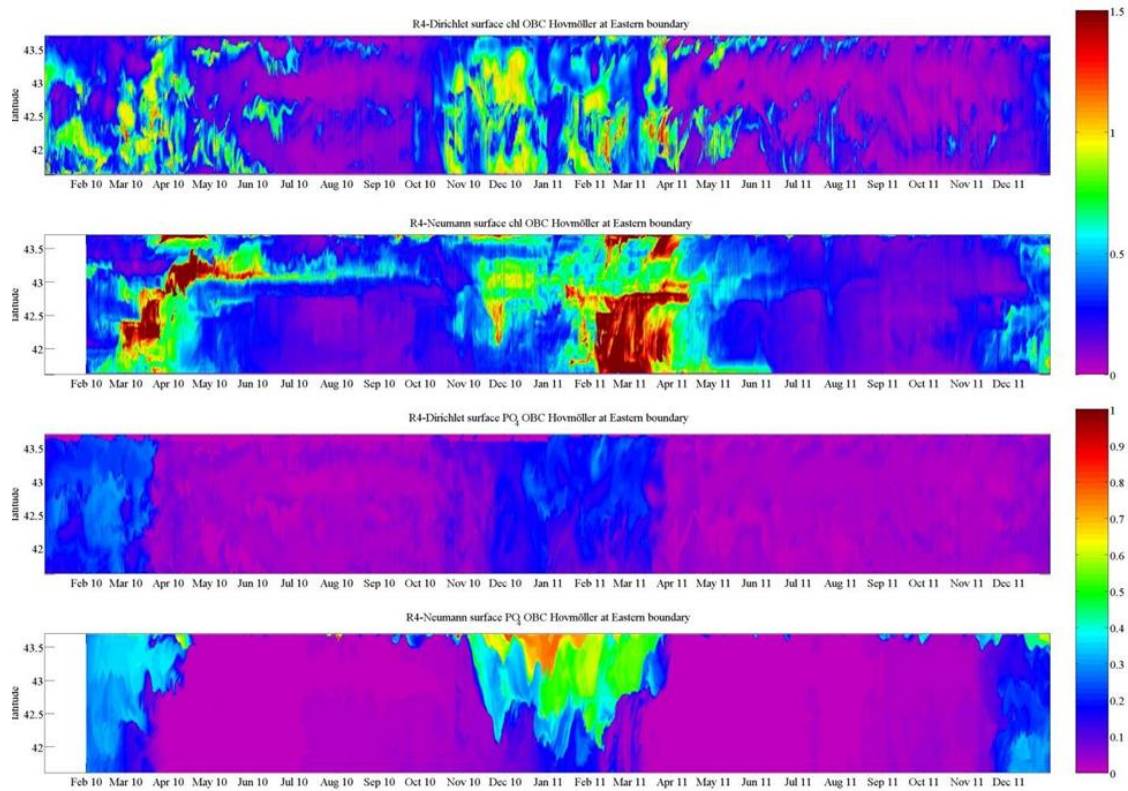 R4-Dirichlet surface chl OBC Hovmöller at Eastern boundary
1.5
43.5
43
42.5
42
latitude
Feb 10 Mar 10 Apr 10 May 10 Jun 10 Jul 10 Aug 10 Sep 10 Oct 10 Nov 10 Dec 10 Jan 11 Feb 11 Mar 11 Apr 11 May 11 Jun 11 Jul 11 Aug 11 Sep 11 Oct 11 Nov 11 Dec 11
1
R4-Neumann surface chl OBC Hovmöller at Eastern boundary
0.5
43.5
43
42.5
42
latitude
0
Feb 10 Mar 10 Apr 10 May 10 Jun 10 Jul 10 Aug 10 Sep 10 Oct 10 Nov 10 Dec 10 Jan 11 Feb 11 Mar 11 Apr 11 May 11 Jun 11 Jul 11 Aug 11 Sep 11 Oct 11 Nov 11 Dec 11
R4-Dirichlet surface PO4 OBC Hovmöller at Eastern boundary
1
0.9
0.8
0.7
0.6
43.5
43
42.5
42
latitude
Feb 10 Mar 10 Apr 10 May 10 Jun 10 Jul 10 Aug 10 Sep 10 Oct 10 Nov 10 Dec 10 Jan 11 Feb 11 Mar 11 Apr 11 May 11 Jun 11 Jul 11 Aug 11 Sep 11 Oct 11 Nov 11 Dec 11
R4-Neumann surface PO4 OBC Hovmöller at Eastern boundary
0.5
0.4
0.3
0.2
0.1
0
43.5
43
42.5
42
latitude
Feb 10 Mar 10 Apr 10 May 10 Jun 10 Jul 10 Aug 10 Sep 10 Oct 10 Nov 10 Dec 10 Jan 11 Feb 11 Mar 11 Apr 11 May 11 Jun 11 Jul 11 Aug 11 Sep 11 Oct 11 Nov 11 Dec 11